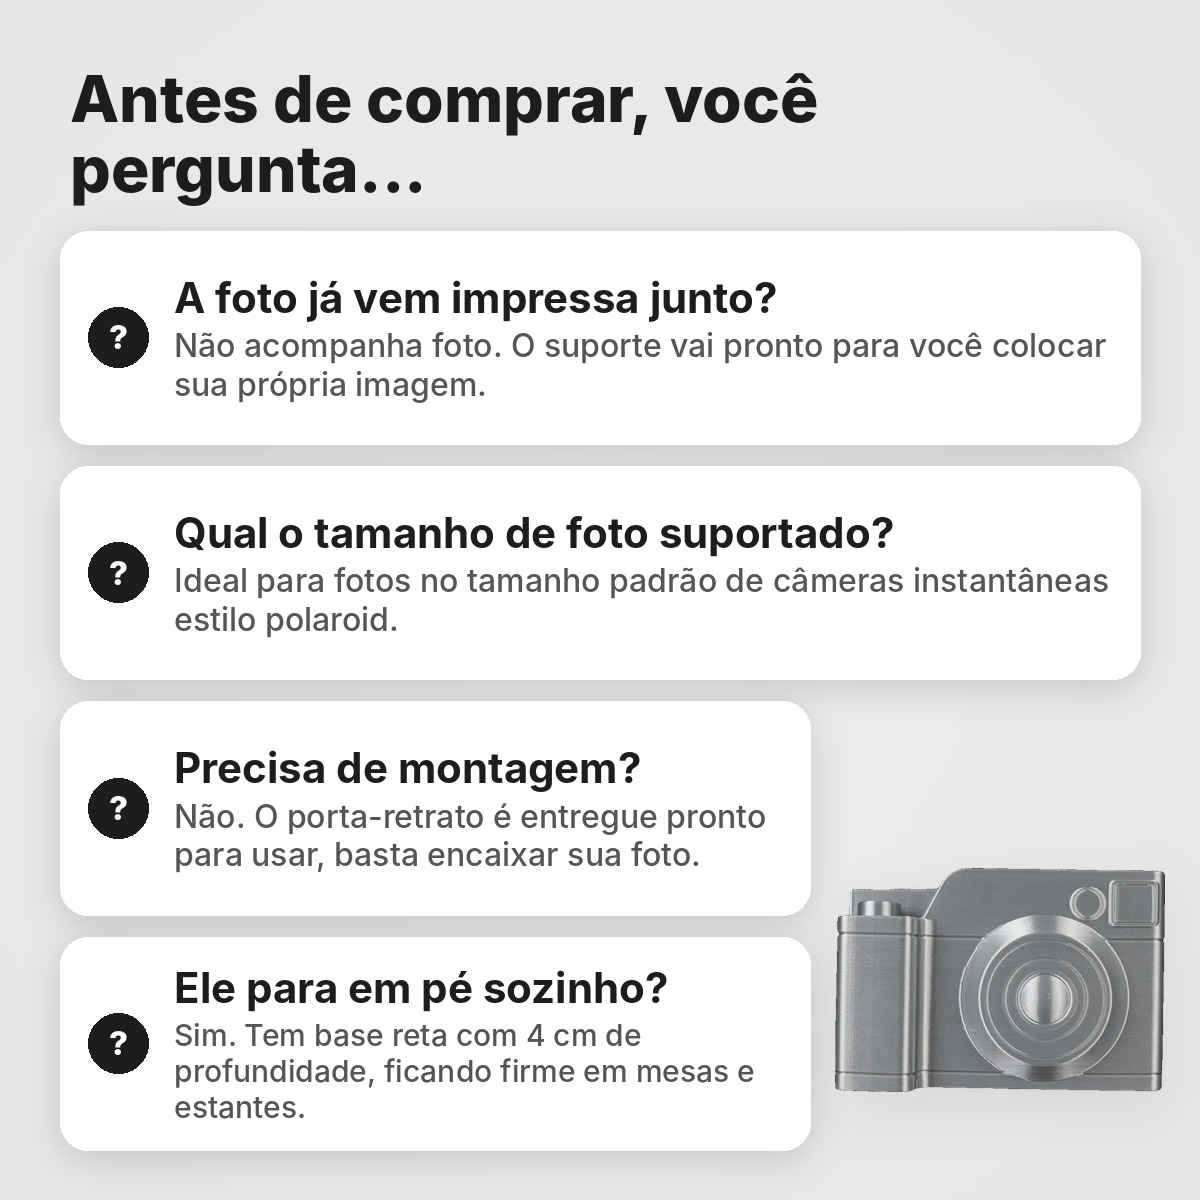 Antes de comprar, você
pergunta...
?
A foto já vem impressa junto?
Não acompanha foto. O suporte vai pronto para você colocar
sua própria imagem.
?
Qual o tamanho de foto suportado?
Ideal para fotos no tamanho padrão de câmeras instantâneas
estilo polaroid.
?
Precisa de montagem?
Não. O porta-retrato é entregue pronto
para usar, basta encaixar sua foto.
?
Ele para em pé sozinho?
Sim. Tem base reta com 4 cm de
profundidade, ficando firme em mesas e
estantes.